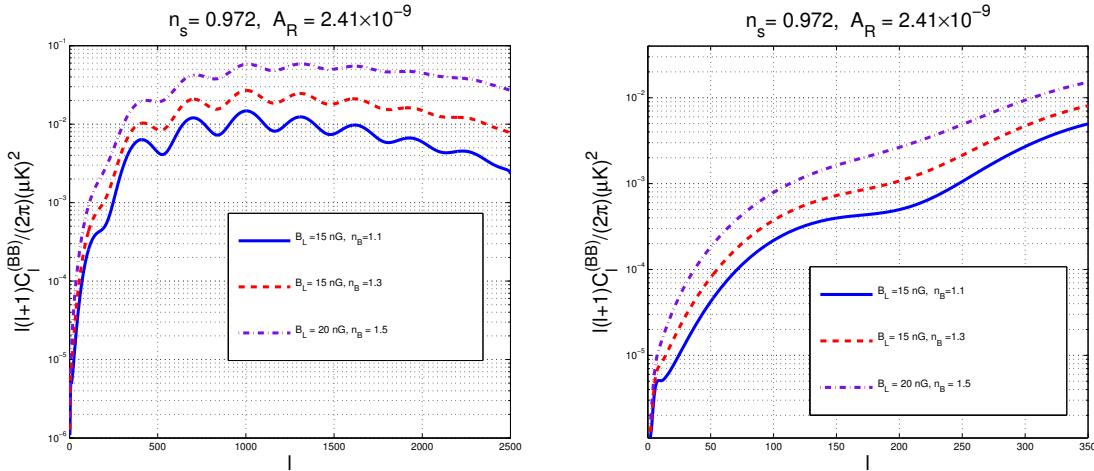 n_s = 0.972, A_R = 2.41×10^-9
l(l+1)C_l^(BB)/(2π)(μK)^2
10^-1
10^-2
10^-3
10^-4
10^-5
10^-6
B_L =15 nG, n_B=1.1
B_L = 15 nG, n_B=1.3
B_L = 20 nG, n_B = 1.5
0 500 1000 1500 2000 2500
l
n_s = 0.972, A_R = 2.41×10^-9
l(l+1)C_l^(BB)/(2π)(μK)^2
10^-2
10^-3
10^-4
10^-5
B_L =15 nG, n_B=1.1
B_L = 15 nG, n_B=1.3
B_L = 20 nG, n_B = 1.5
0 50 100 150 200 250 300 350
l